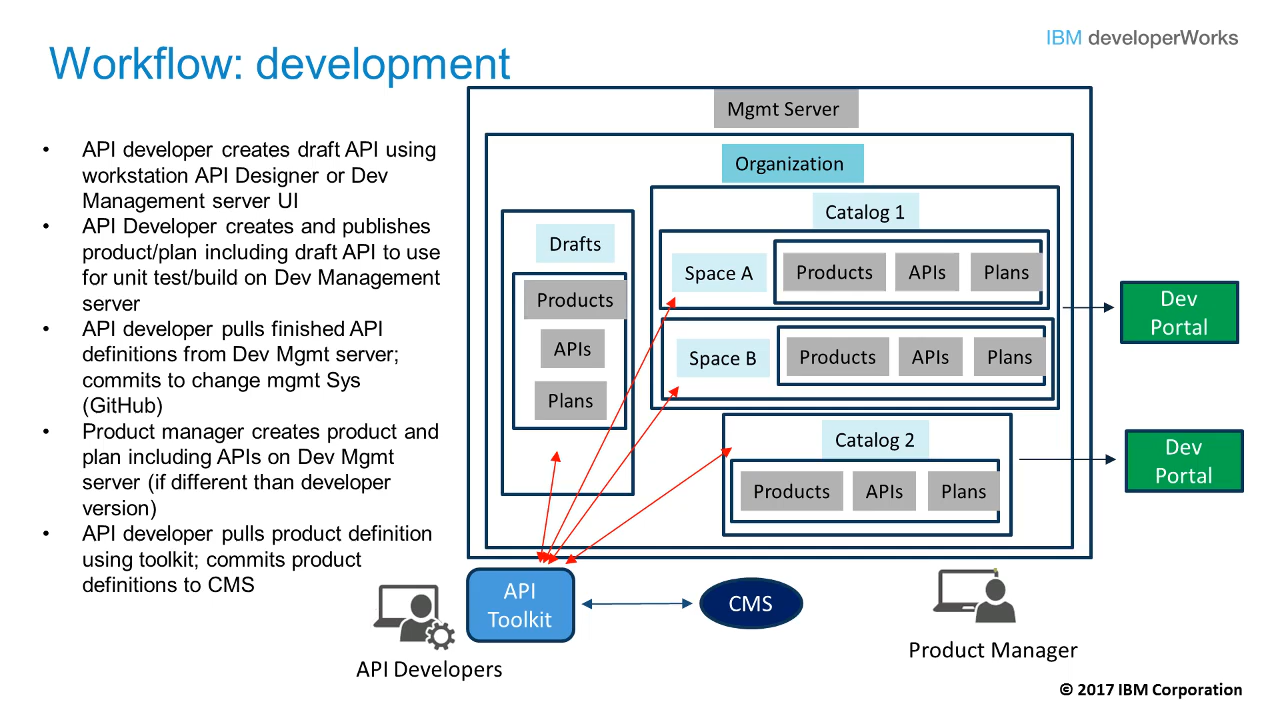 IBM developerWorks
Workflow: development
• API developer creates draft API using
workstation API Designer or Dev
Management server UI
• API Developer creates and publishes
product/plan including draft API to use
for unit test/build on Dev Management
server
• API developer pulls finished API
definitions from Dev Mgmt server;
commits to change mgmt Sys
(GitHub)
• Product manager creates product and
plan including APIs on Dev Mgmt
server (if different than developer
version)
• API developer pulls product definition
using toolkit; commits product
definitions to CMS
Mgmt Server
Organization
Drafts
Products
APIs
Plans
Catalog 1
Space A
Products
APIs
Plans
Space B
Products
APIs
Plans
Catalog 2
Products
APIs
Plans
Dev
Portal
Dev
Portal
API
Toolkit
CMS
API Developers
Product Manager
© 2017 IBM Corporation